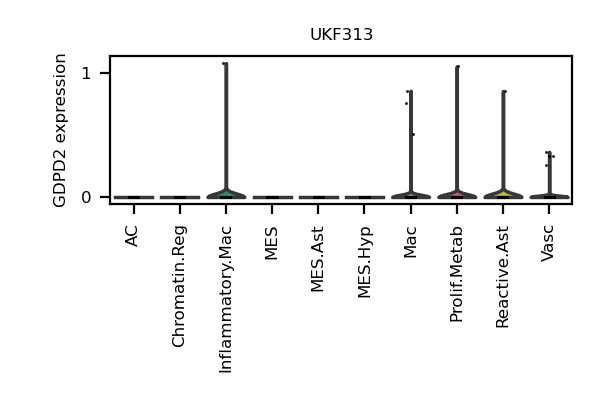 UKF313
GDPD2 expression
1
0
AC
Chromatin.Reg
Inflammatory.Mac
MES
MES.Ast
MES.Hyp
Mac
Prolif.Metab
Reactive.Ast
Vasc